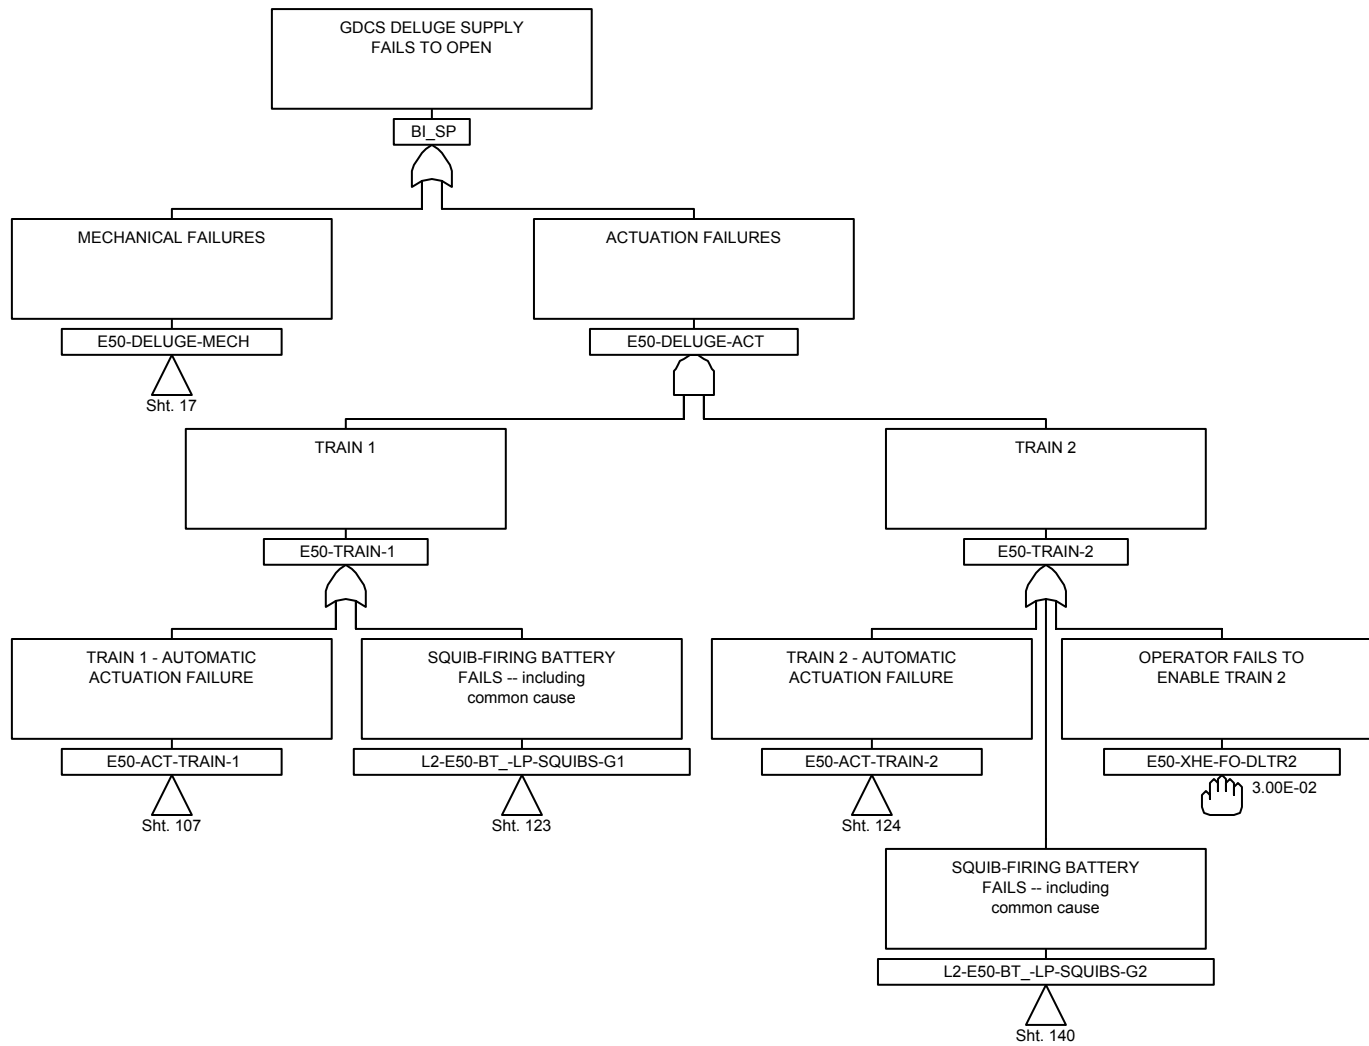 GDCS DELUGE SUPPLY
FAILS TO OPEN
BI_SP
MECHANICAL FAILURES
E50-DELUGE-MECH
Sht. 17
ACTUATION FAILURES
E50-DELUGE-ACT
TRAIN 1
E50-TRAIN-1
TRAIN 2
E50-TRAIN-2
TRAIN 1 - AUTOMATIC
ACTUATION FAILURE
E50-ACT-TRAIN-1
Sht. 107
SQUIB-FIRING BATTERY
FAILS -- including
common cause
L2-E50-BT_-LP-SQUIBS-G1
Sht. 123
TRAIN 2 - AUTOMATIC
ACTUATION FAILURE
E50-ACT-TRAIN-2
Sht. 124
OPERATOR FAILS TO
ENABLE TRAIN 2
E50-XHE-FO-DLTR2
3.00E-02
SQUIB-FIRING BATTERY
FAILS -- including
common cause
L2-E50-BT_-LP-SQUIBS-G2
Sht. 140